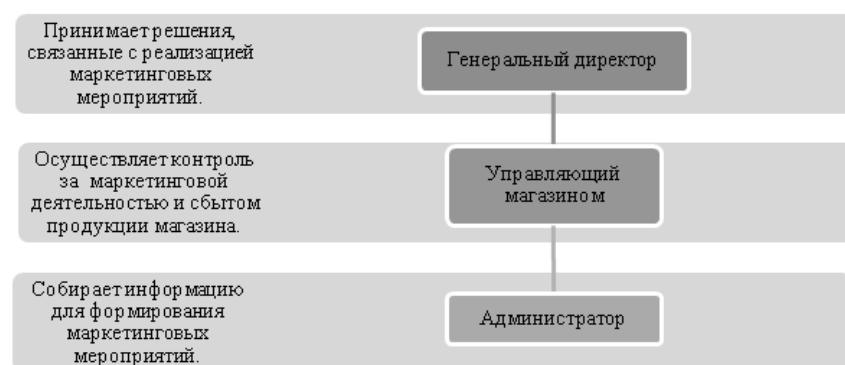 Принимает решения,
связанные с реализацией
маркетинговых
мероприятий.
Генеральный директор
Осуществляет контроль
за маркетинговой
деятельностью и сбытом
продукции магазина.
Управляющий
магазином
Собирает информацию
для формирования
маркетинговых
мероприятий.
Администратор